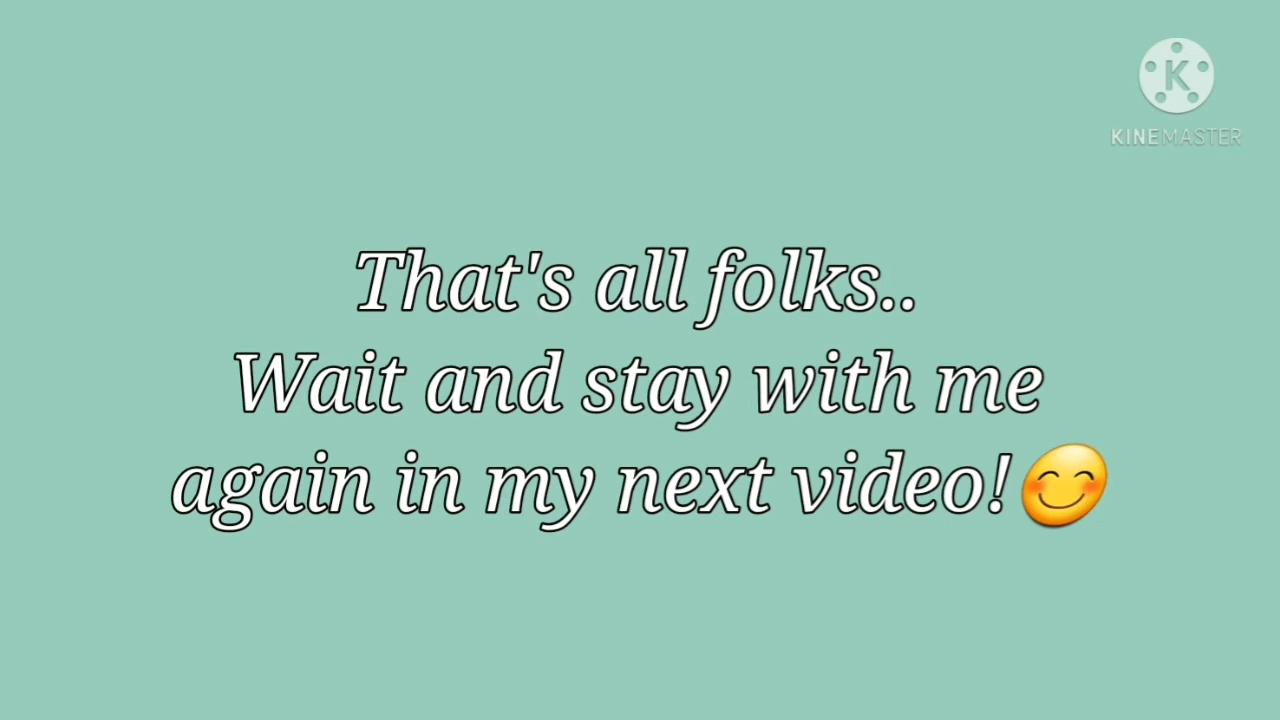 K
KINEMASTER
That's all folks..
Wait and stay with me
again in my next video!😊